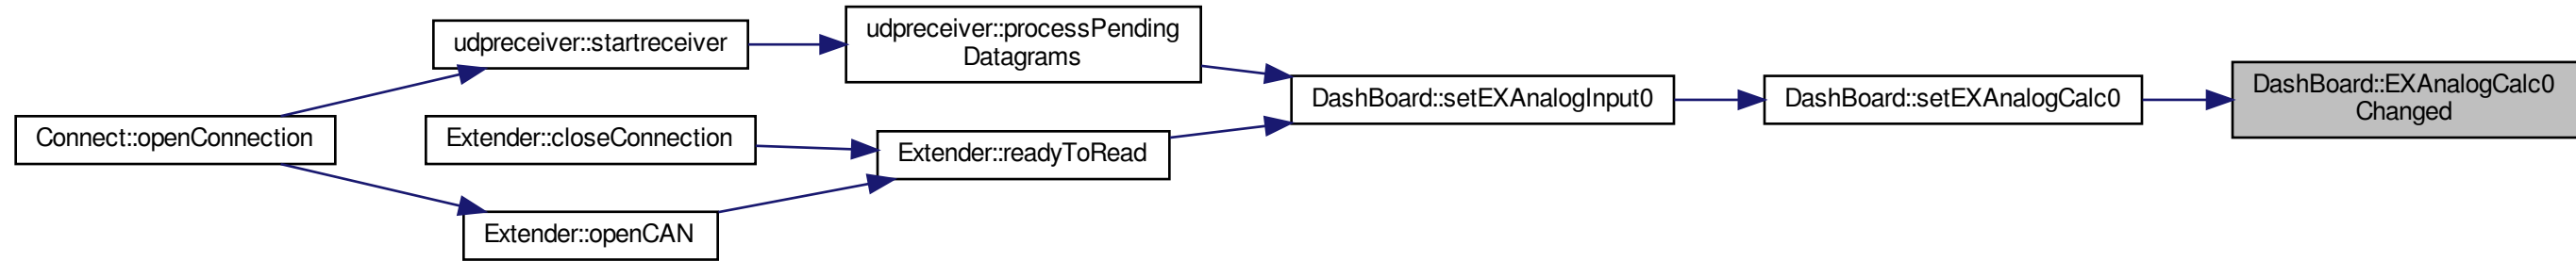 Connect::openConnection
udpreceiver::startreceiver
Extender::closeConnection
Extender::openCAN
udpreceiver::processPending
Datagrams
Extender::readyToRead
DashBoard::setEXAnalogInput0
DashBoard::setEXAnalogCalc0
DashBoard::EXAnalogCalc0
Changed